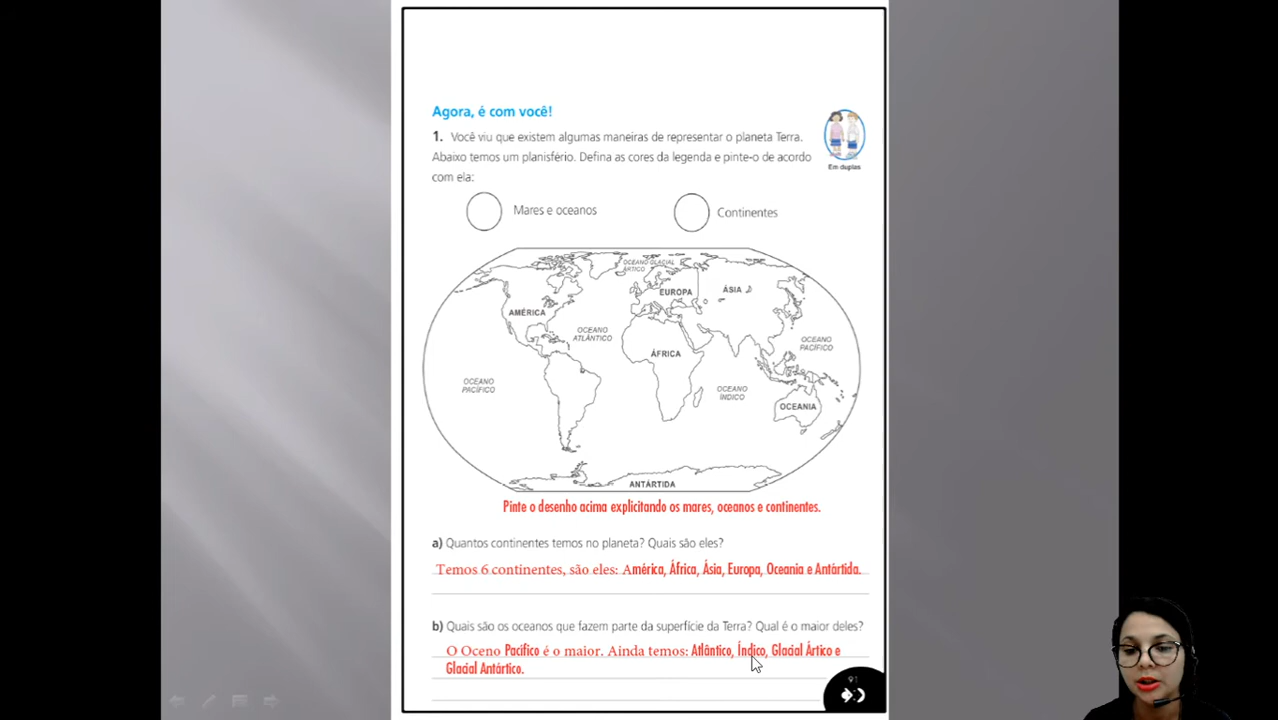 Agora, é com você!
1. Você viu que existem algumas maneiras de representar o planeta Terra.
Abaixo temos um planisfério. Defina as cores da legenda e pinte-o de acordo
com ela:
Em duplas
Mares e oceanos
Continentes
OCEANO GLACIAL
ÁRTICO
EUROPA
ÁSIA
AMÉRICA
OCEANO
ATLÂNTICO
ÁFRICA
OCEANO
PACÍFICO
OCEANO
PACÍFICO
OCEANO
ÍNDICO
OCEANIA
ANTÁRTIDA
Pinte o desenho acima explicitando os mares, oceanos e continentes.
a) Quantos continentes temos no planeta? Quais são eles?
Temos 6 continentes, são eles: América, África, Ásia, Europa, Oceania e Antártida.
b) Quais são os oceanos que fazem parte da superfície da Terra? Qual é o maior deles?
O Oceno Pacífico é o maior. Ainda temos: Atlântico, Índico, Glacial Ártico e
Glacial Antártico.